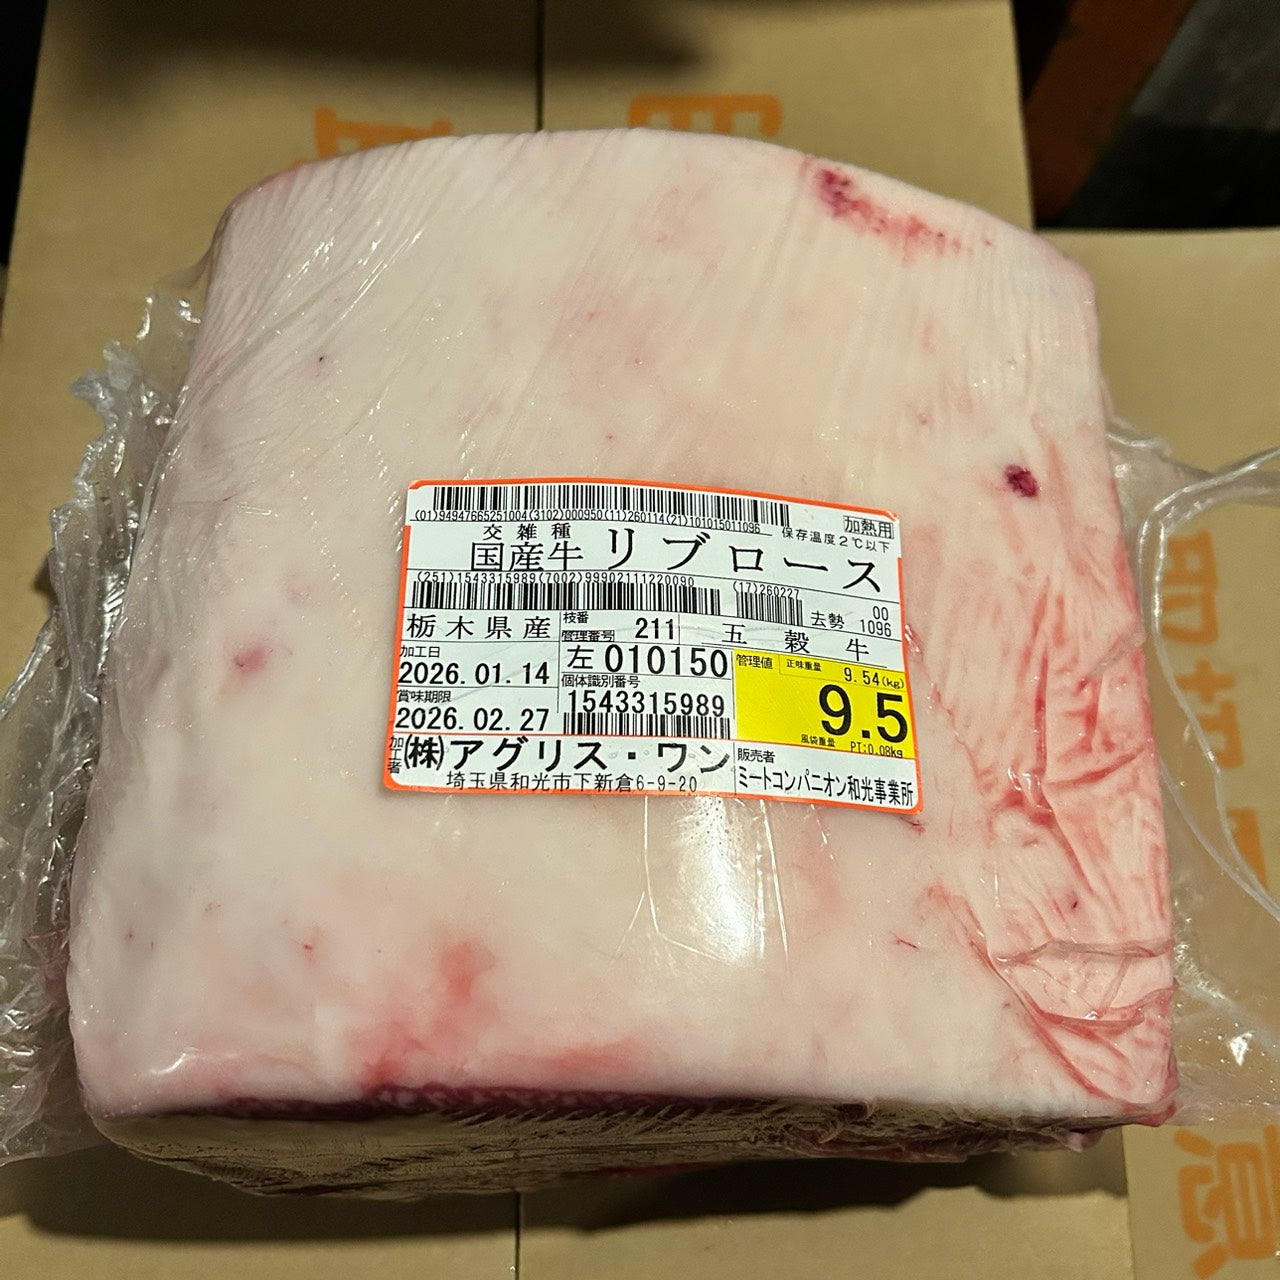 (01)94947665251004(3102)000950(11)260114(21)101015011096
加熱用
交雑種
保存温度2℃以下
国産牛 リブロース
(251)1543315989(7002)99902111220090
(17)260227
去勢
00
1096
栃木県産
枝番
管理番号
211
五穀牛
加工日
2026.01.14
左010150
管理値
正味重量
9.54(kg)
賞味期限
2026.02.27
個体識別番号
1543315989
9.5
風袋重量 PT:0.08kg
加工者
(株)アグリス・ワン
埼玉県和光市下新倉6-9-20
販売者
ミートコンパニオン和光事業所
意